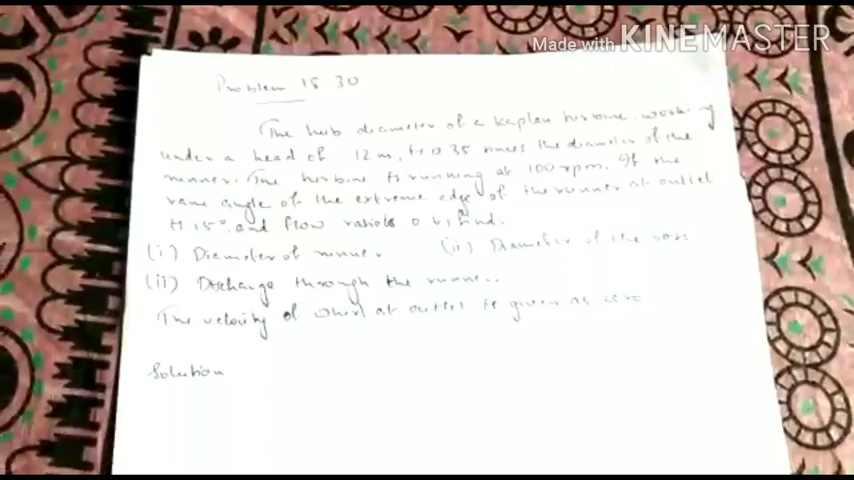 Made with KINEMASTER
Problem 18 30
The hub diameter of a Kaplan turbine, working
under a head of 12 m, is 0 35 times the diameter of the
runner. The turbine is running at 100 rpm. If the
vane angle of the extreme edge of the runner at outlet
is 15°, and flow ratio is 0 6, find.
(i) Diameter of runner (ii) Diameter of the boss
(iii) Discharge through the runner.
The velocity of whirl at outlet is given as zero
Solution